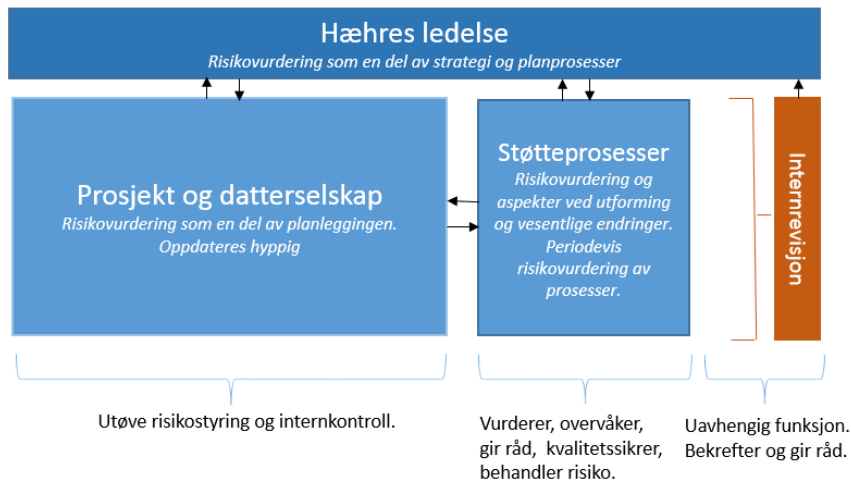 Hæhres ledelse
Risikovurdering som en del av strategi og planprosesser
Prosjekt og datterselskap
Risikovurdering som en del av planleggingen.
Oppdateres hyppig
Støtteprosesser
Risikovurdering og
aspekter ved utforming
og vesentlige endringer.
Periodevis
risikovurdering av
prosesser.
Internrevisjon
Utøve risikostyring og internkontroll.
Vurderer, overvåker,
gir råd,  kvalitetssikrer,
behandler risiko.
Uavhengig funksjon.
Bekrefter og gir råd.